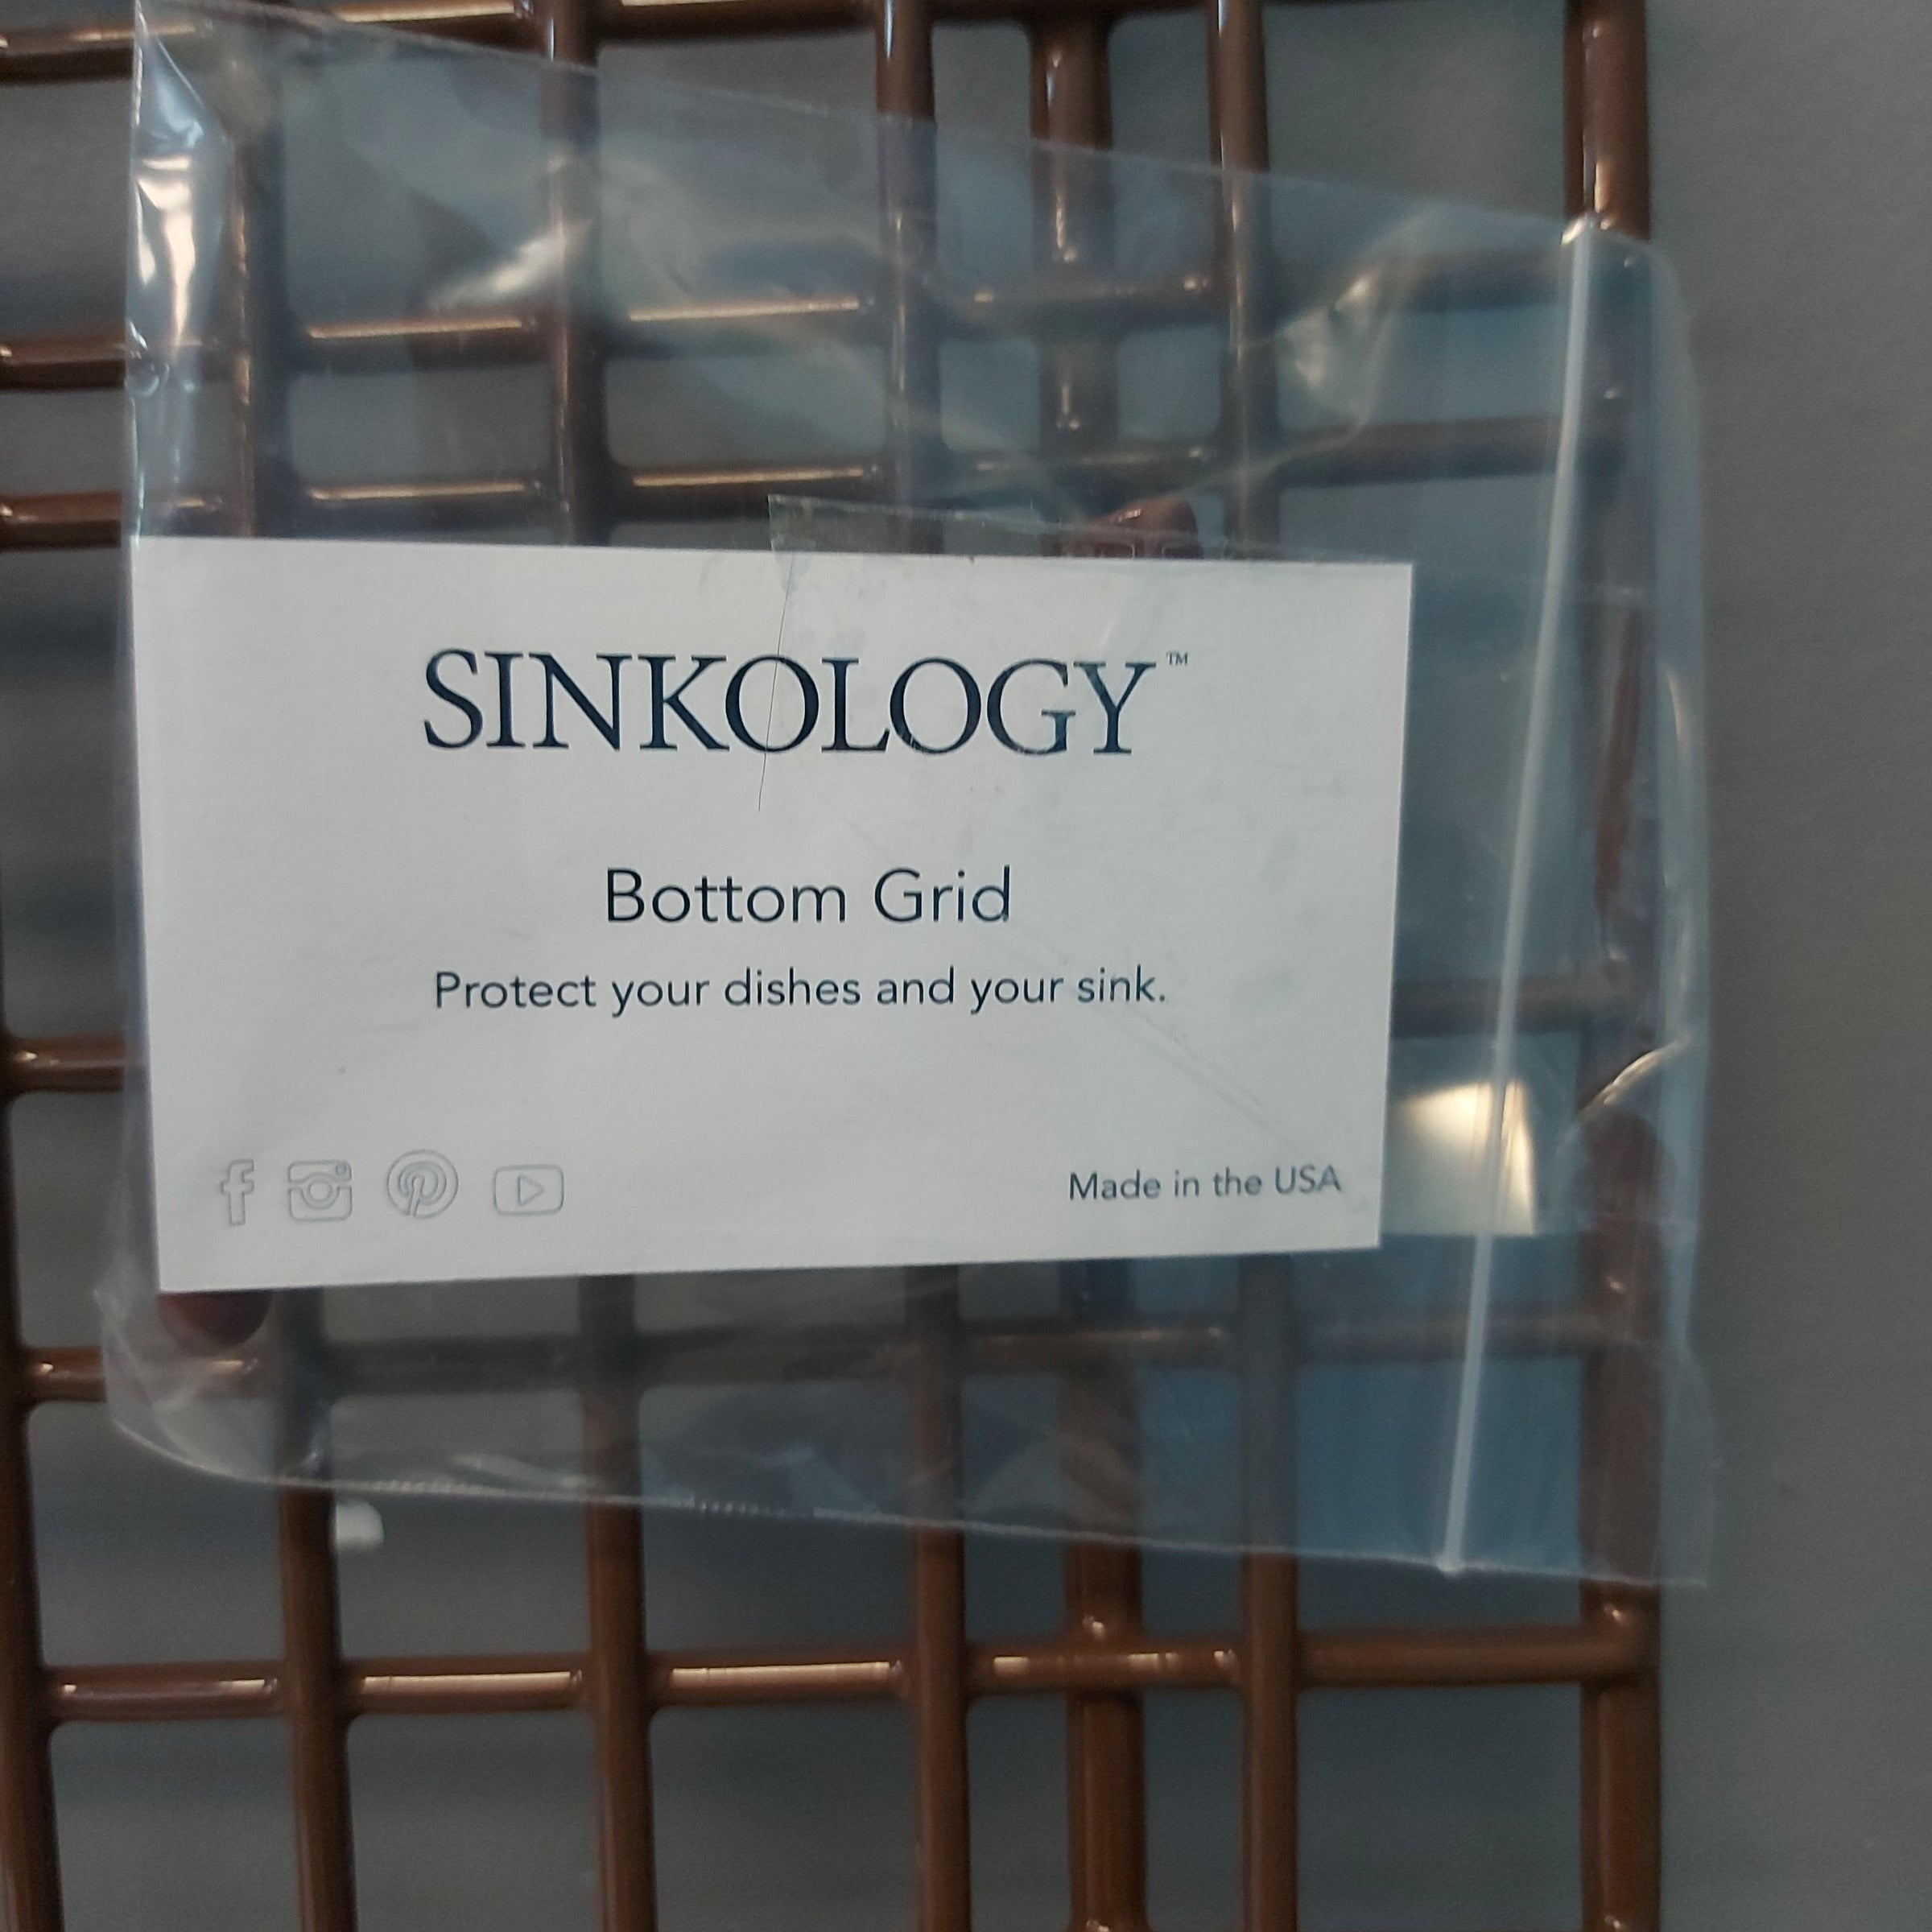 SINKOLOGY™
Bottom Grid
Protect your dishes and your sink.
Made in the USA